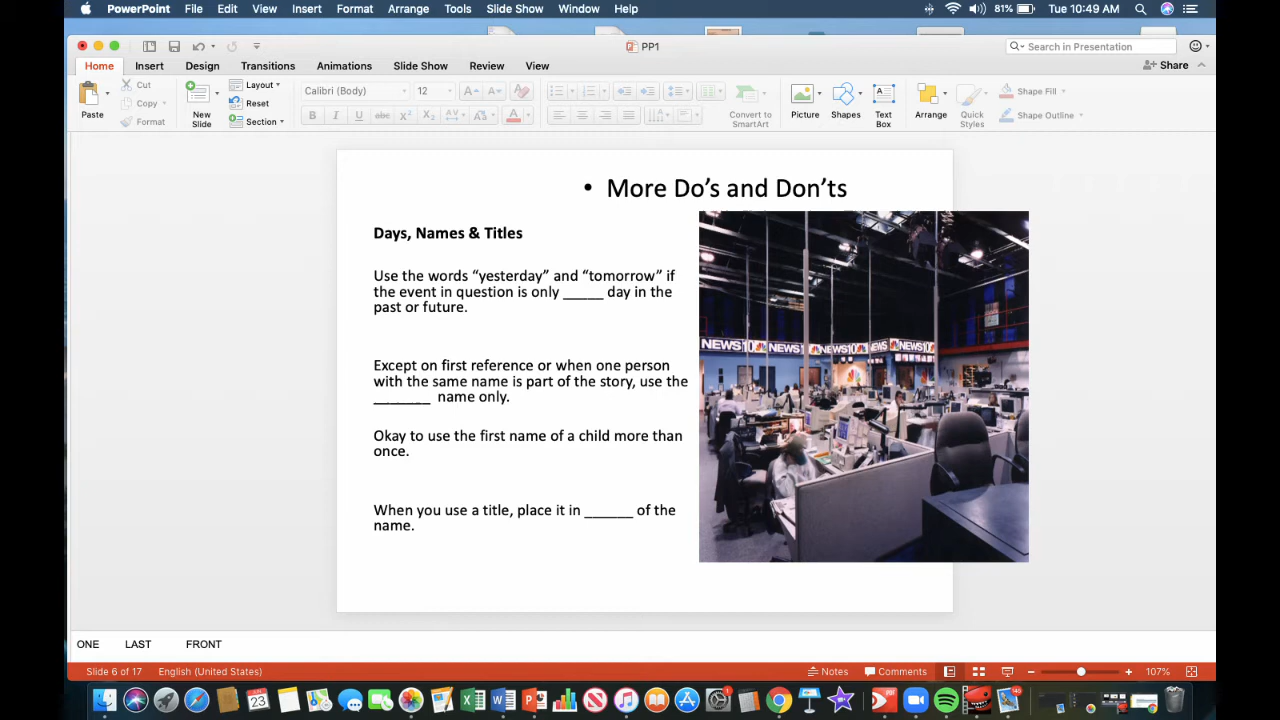 PowerPoint File Edit View Insert Format Arrange Tools Slide Show Window Help 81% Tue 10:49 AM
PP1
Search in Presentation
Home Insert Design Transitions Animations Slide Show Review View
Share
Paste
Cut
Copy
Format
New Slide
Layout
Reset
Section
Calibri (Body) 12
B I U abc X² X₂
Convert to SmartArt
Picture
Shapes
Text Box
Arrange
Quick Styles
Shape Fill
Shape Outline
• More Do’s and Don’ts
Days, Names & Titles
Use the words “yesterday” and “tomorrow” if
the event in question is only _____ day in the
past or future.
Except on first reference or when one person
with the same name is part of the story, use the
_______ name only.
Okay to use the first name of a child more than
once.
When you use a title, place it in ______ of the
name.
NEWS10 NEWS10 NEWS10 NEWS10
ONE LAST FRONT
Slide 6 of 17 English (United States) Notes Comments 107%
JUN
23